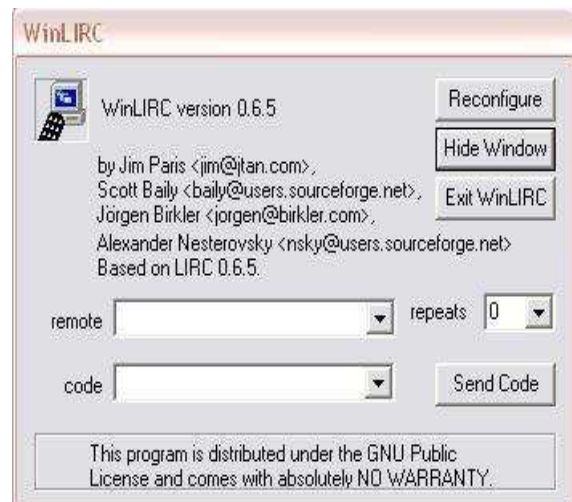 WinLIRC
WinLIRC version 0.6.5
Reconfigure
Hide Window
Exit WinLIRC
by Jim Paris <jim@jtan.com>,
Scott Baily <baily@users.sourceforge.net>,
Jörgen Birkler <jorgen@birkler.com>,
Alexander Nesterovsky <nsky@users.sourceforge.net>
Based on LIRC 0.6.5.
remote
repeats 0
code
Send Code
This program is distributed under the GNU Public
License and comes with absolutely NO WARRANTY.